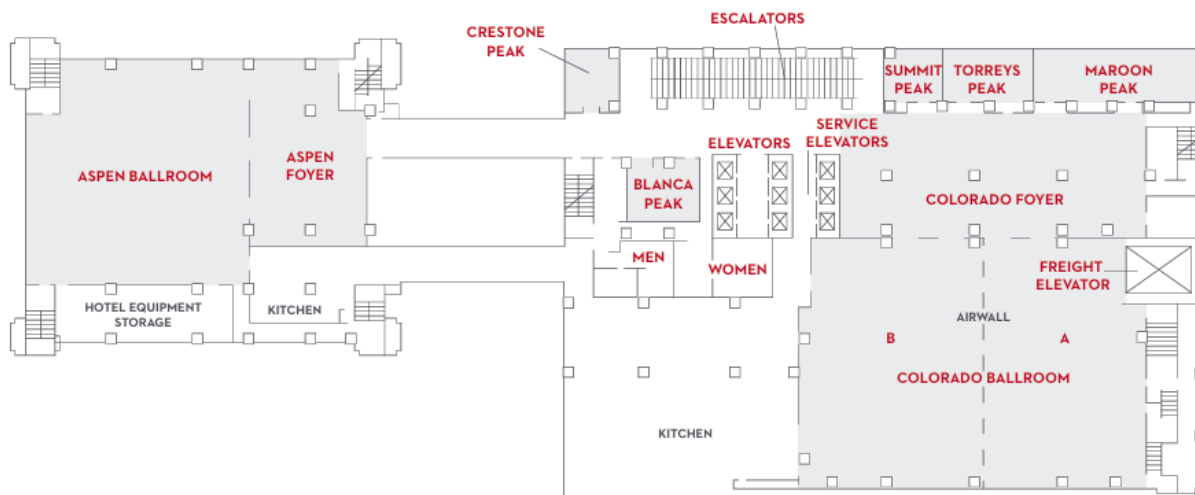 ESCALATORS
CRESTONE
PEAK
SUMMIT
PEAK
TORREYS
PEAK
MAROON
PEAK
SERVICE
ELEVATORS
ELEVATORS
ASPEN
FOYER
ASPEN BALLROOM
BLANCA
PEAK
COLORADO FOYER
MEN
WOMEN
FREIGHT
ELEVATOR
HOTEL EQUIPMENT
STORAGE
KITCHEN
AIRWALL
B
A
COLORADO BALLROOM
KITCHEN